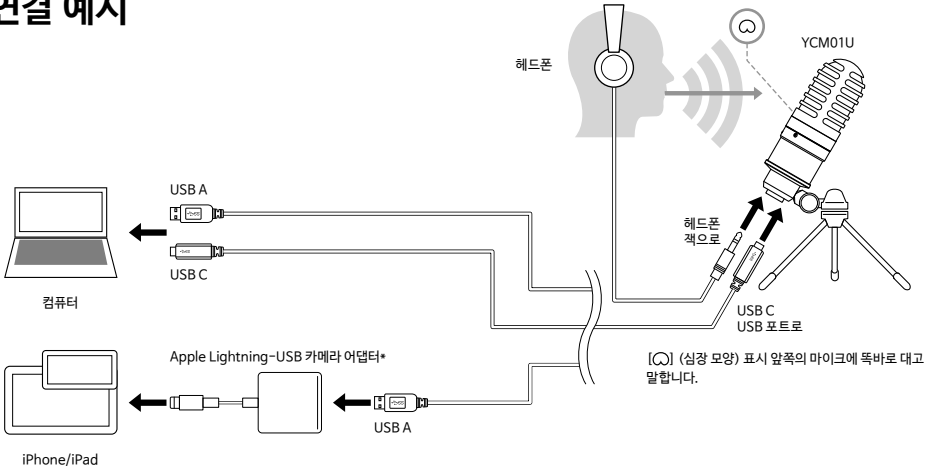 연결 예시
헤드폰
YCM01U
USB A
USB C
컴퓨터
헤드폰
잭으로
USB C
USB 포트로
[] (심장 모양) 표시 앞쪽의 마이크에 똑바로 대고
말합니다.
Apple Lightning-USB 카메라 어댑터*
USB A
iPhone/iPad